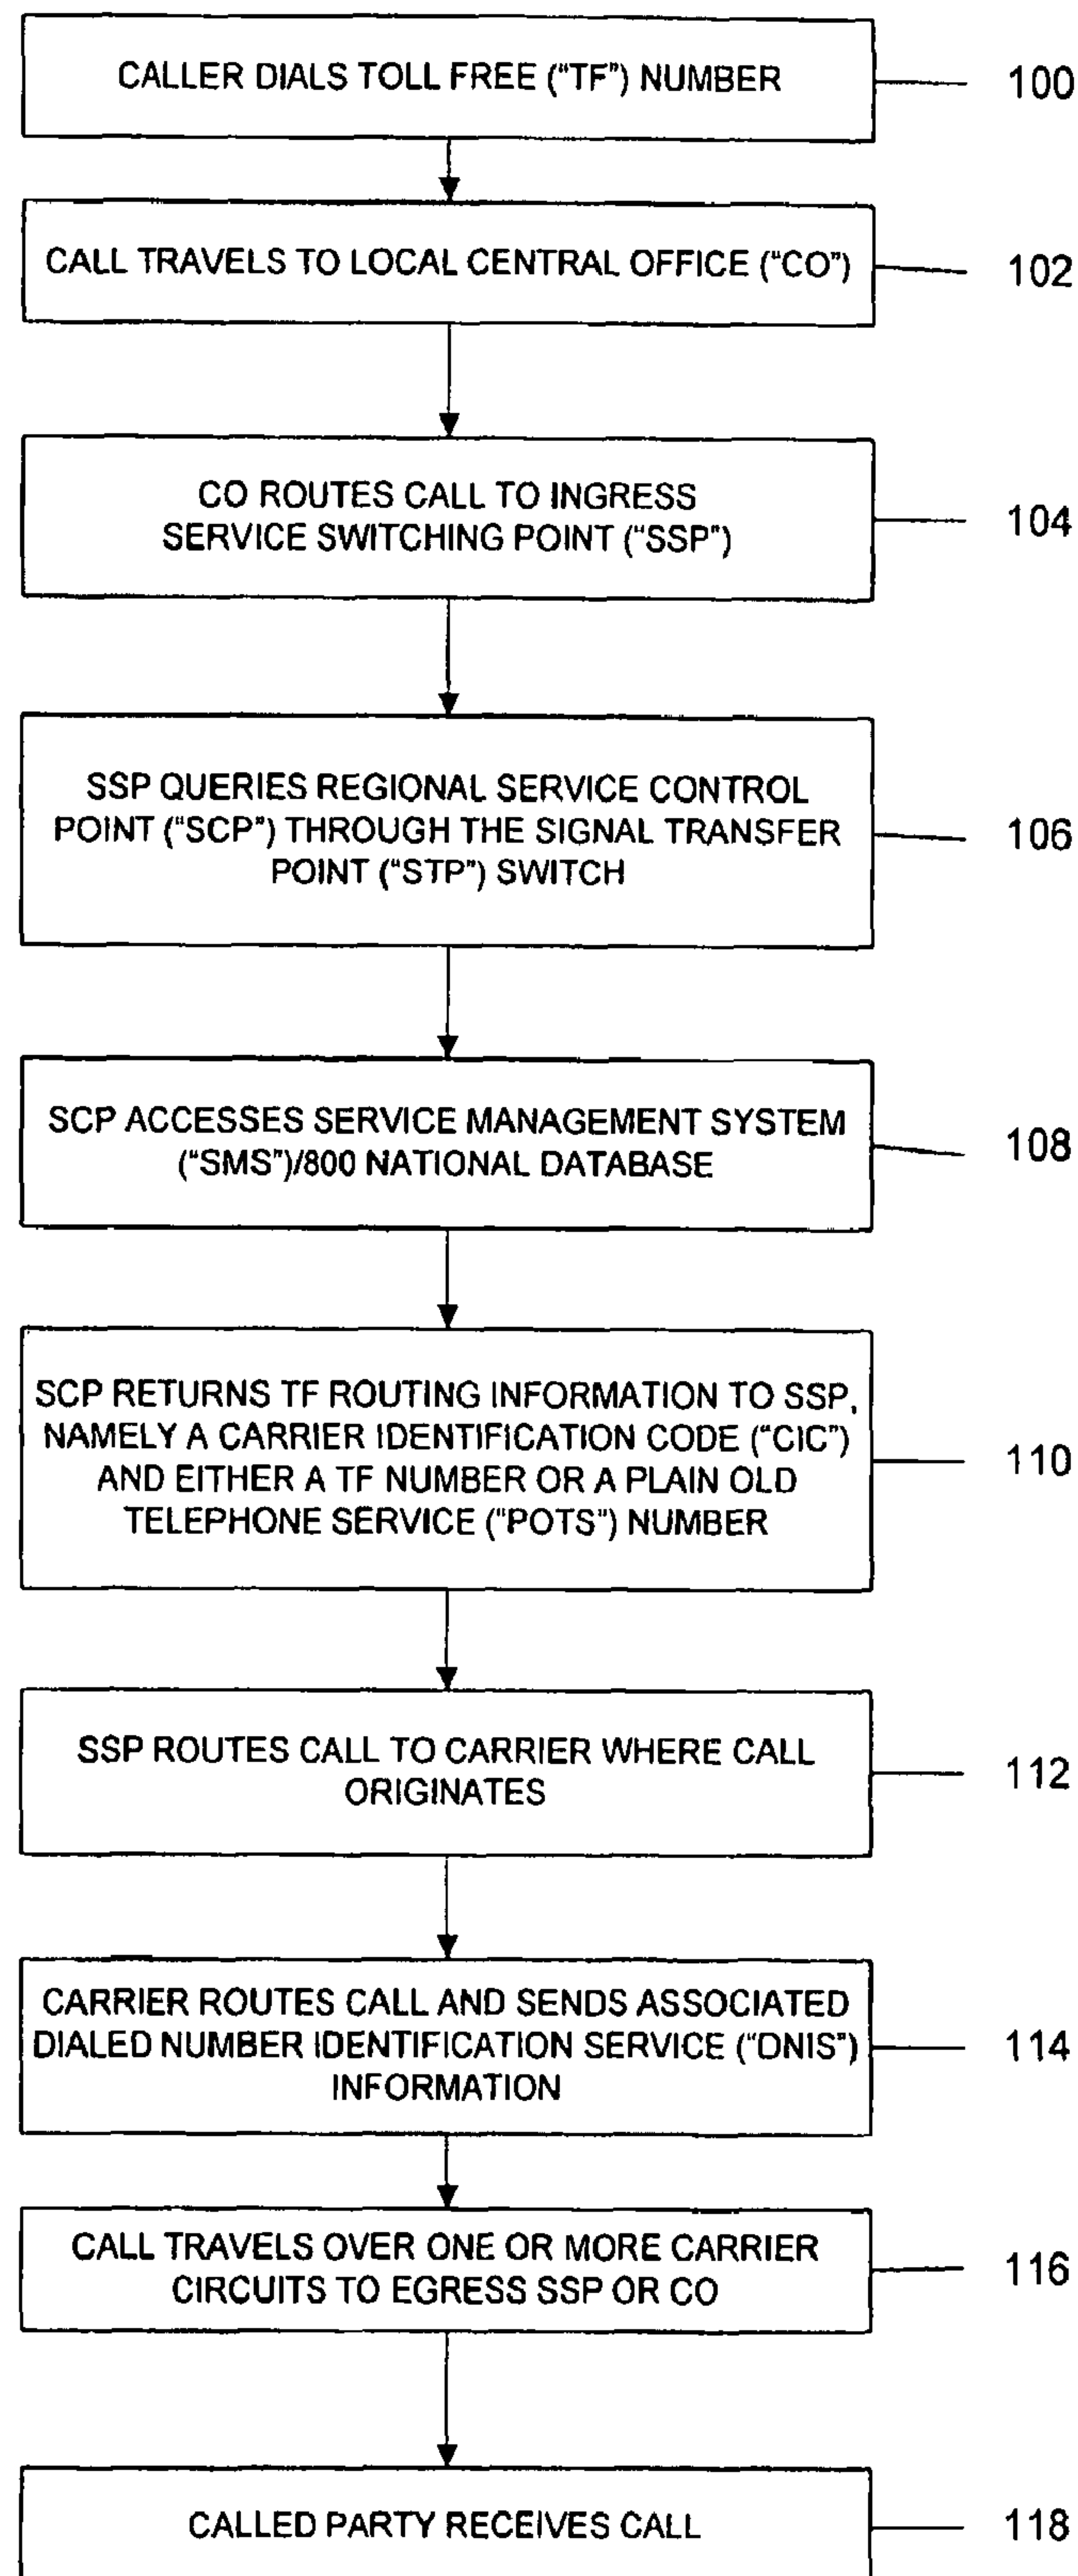 CALLER DIALS TOLL FREE ("TF") NUMBER
100
CALL TRAVELS TO LOCAL CENTRAL OFFICE ("CO")
102
CO ROUTES CALL TO INGRESS
SERVICE SWITCHING POINT ("SSP")
104
SSP QUERIES REGIONAL SERVICE CONTROL
POINT ("SCP") THROUGH THE SIGNAL TRANSFER
POINT ("STP") SWITCH
106
SCP ACCESSES SERVICE MANAGEMENT SYSTEM
("SMS")/800 NATIONAL DATABASE
108
SCP RETURNS TF ROUTING INFORMATION TO SSP,
NAMELY A CARRIER IDENTIFICATION CODE ("CIC")
AND EITHER A TF NUMBER OR A PLAIN OLD
TELEPHONE SERVICE ("POTS") NUMBER
110
SSP ROUTES CALL TO CARRIER WHERE CALL
ORIGINATES
112
CARRIER ROUTES CALL AND SENDS ASSOCIATED
DIALED NUMBER IDENTIFICATION SERVICE ("DNIS")
INFORMATION
114
CALL TRAVELS OVER ONE OR MORE CARRIER
CIRCUITS TO EGRESS SSP OR CO
116
CALLED PARTY RECEIVES CALL
118